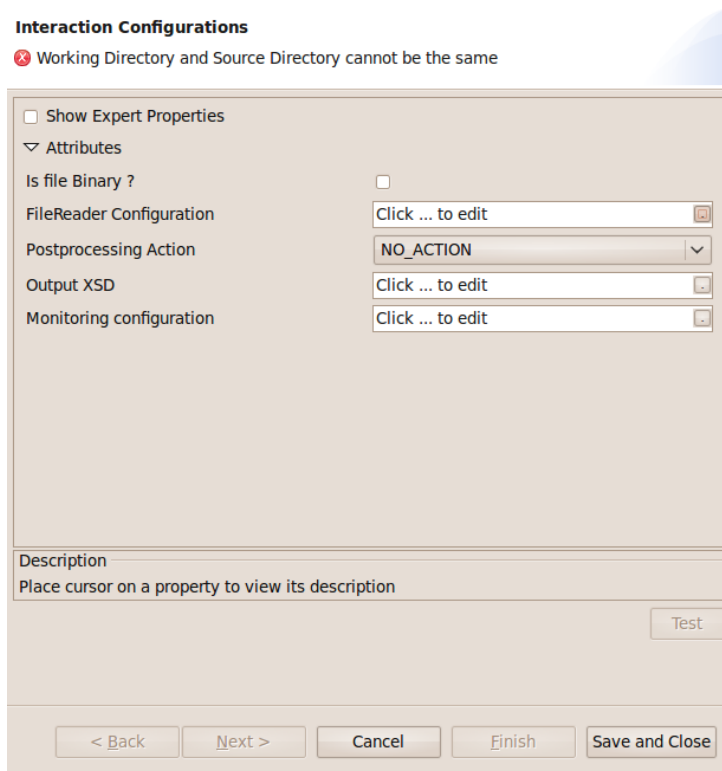 Interaction Configurations
Working Directory and Source Directory cannot be the same
Show Expert Properties
Attributes
Is file Binary ?
FileReader Configuration Click ... to edit
Postprocessing Action NO_ACTION
Output XSD Click ... to edit
Monitoring configuration Click ... to edit
Description
Place cursor on a property to view its description
Test
< Back Next > Cancel Finish Save and Close